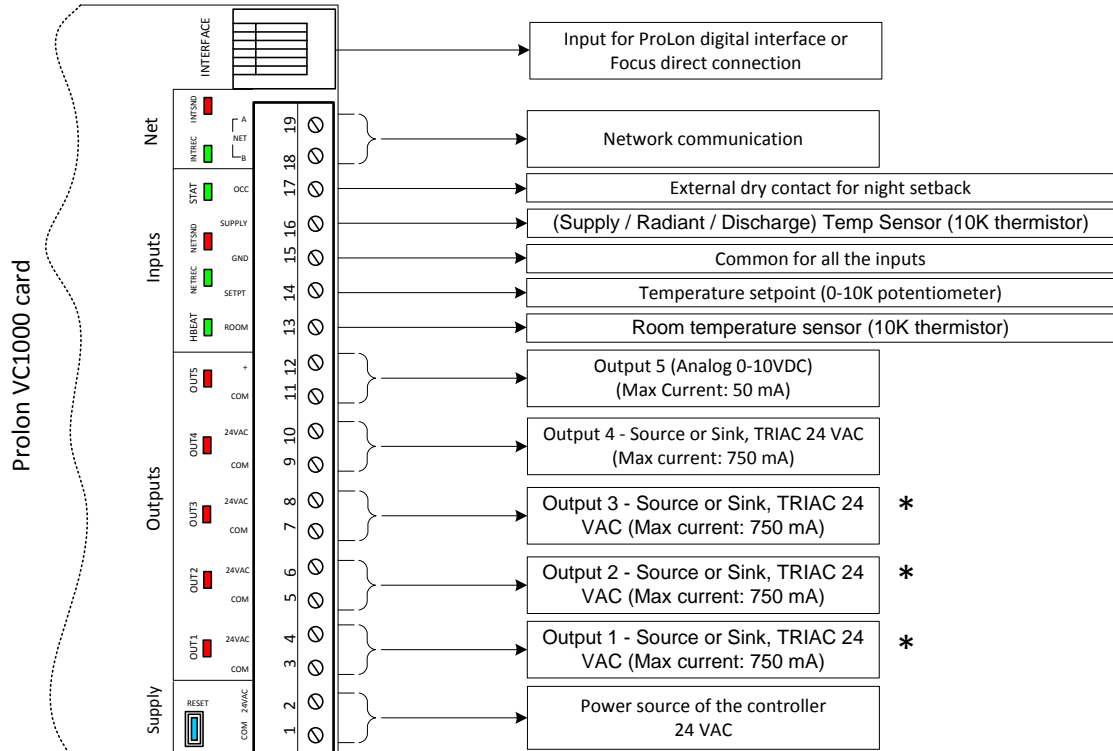 Prolon VC1000 card
INTERFACE
Input for ProLon digital interface or
Focus direct connection
Net
INTSND
INTREC
A
NET
B
19
18
Network communication
Inputs
STAT
NETSND
NETREC
HBEAT
OCC
17
External dry contact for night setback
SUPPLY
16
(Supply / Radiant / Discharge) Temp Sensor (10K thermistor)
GND
15
Common for all the inputs
SETPT
14
Temperature setpoint (0-10K potentiometer)
ROOM
13
Room temperature sensor (10K thermistor)
Outputs
OUT5
+
COM
12
11
Output 5 (Analog 0-10VDC)
(Max Current: 50 mA)
OUT4
24VAC
COM
10
9
Output 4 - Source or Sink, TRIAC 24 VAC
(Max current: 750 mA)
OUT3
24VAC
COM
8
7
Output 3 - Source or Sink, TRIAC 24
VAC (Max current: 750 mA)
*
OUT2
24VAC
COM
6
5
Output 2 - Source or Sink, TRIAC 24
VAC (Max current: 750 mA)
*
OUT1
24VAC
COM
4
3
Output 1 - Source or Sink, TRIAC 24
VAC (Max current: 750 mA)
*
Supply
RESET
COM 24VAC
2
1
Power source of the controller
24 VAC